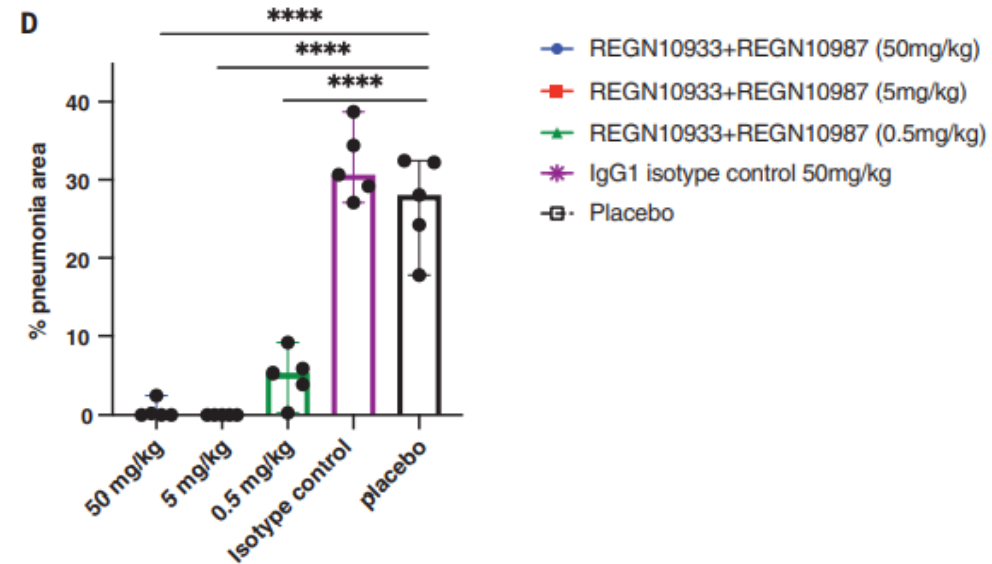 D
****
****
****
% pneumonia area
40
30
20
10
0
50 mg/kg
5 mg/kg
0.5 mg/kg
Isotype control
placebo
REGN10933+REGN10987 (50mg/kg)
REGN10933+REGN10987 (5mg/kg)
REGN10933+REGN10987 (0.5mg/kg)
IgG1 isotype control 50mg/kg
Placebo